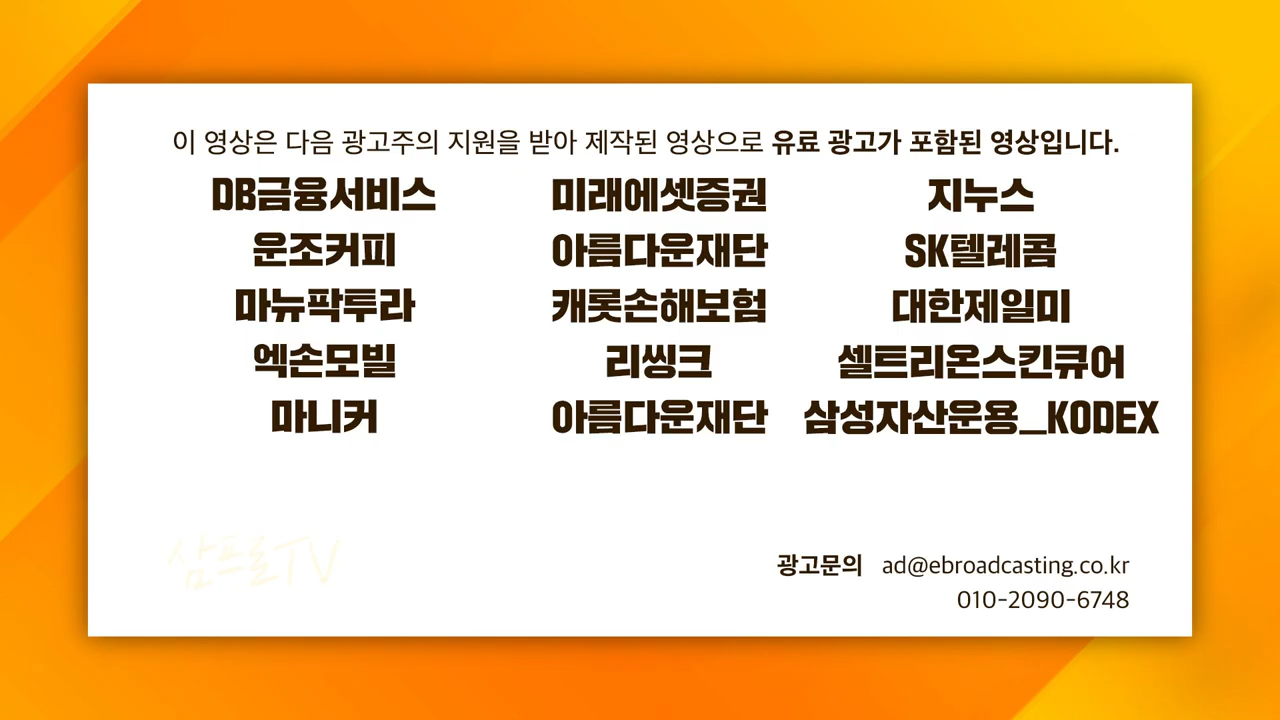 이 영상은 다음 광고주의 지원을 받아 제작된 영상으로 유료 광고가 포함된 영상입니다.
DB금융서비스 미래에셋증권 지누스
운조커피 아름다운재단 SK텔레콤
마뉴팍투라 캐롯손해보험 대한제일미
엑손모빌 리씽크 셀트리온스킨큐어
마니커 아름다운재단 삼성자산운용_KODEX
삼프로TV
광고문의 ad@ebroadcasting.co.kr
010-2090-6748